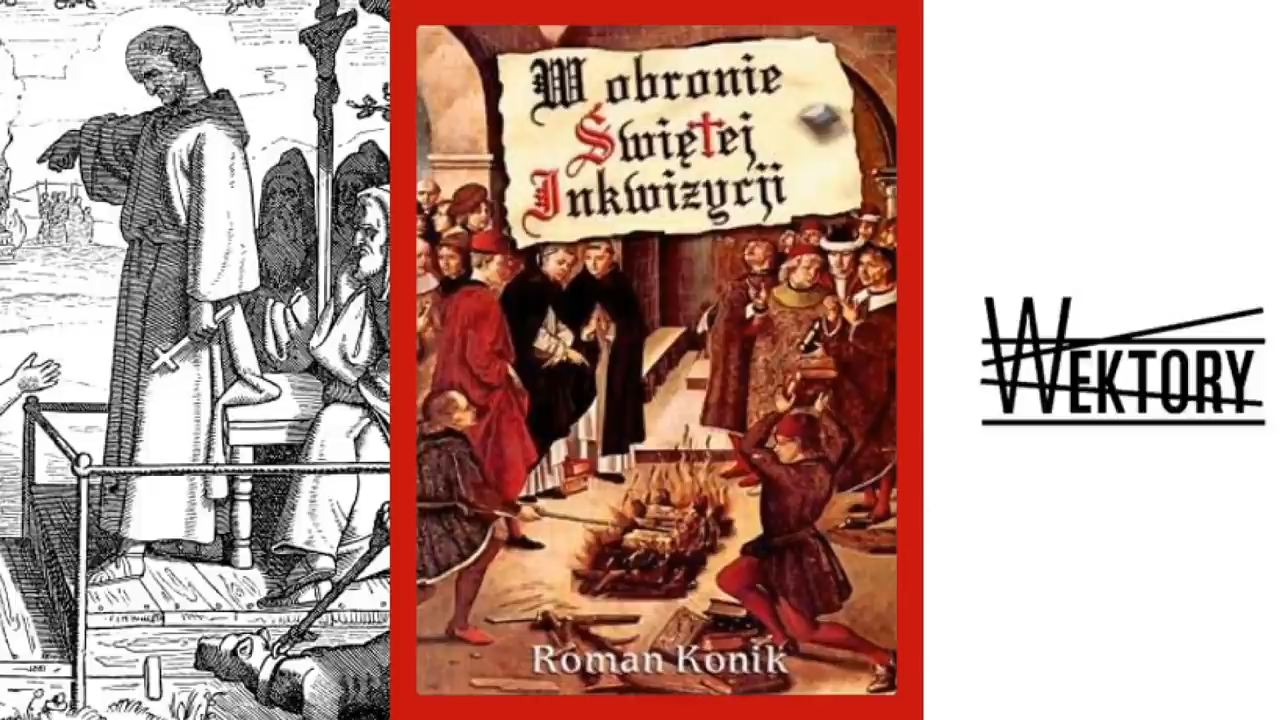 W obronie
Świętej
Inkwizycji
Roman Konik
WEKTORY